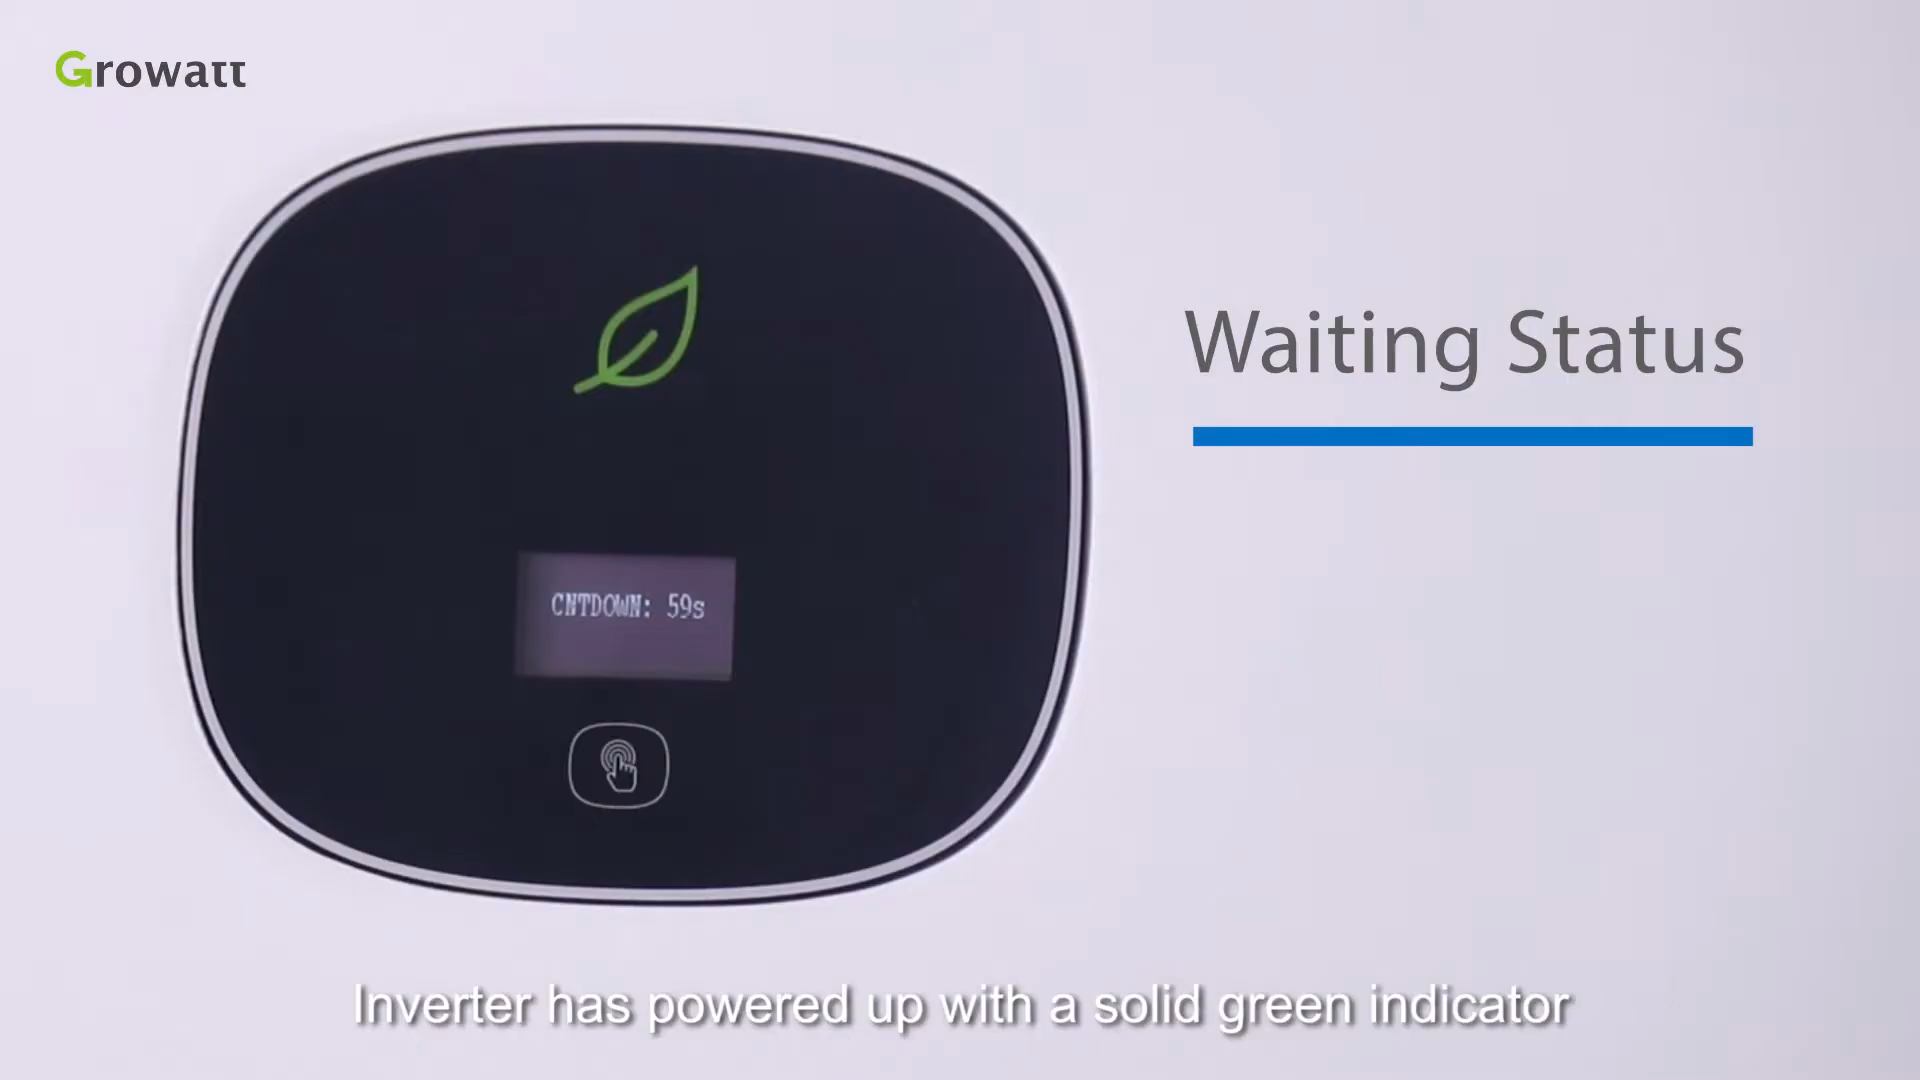 Growatt
Waiting Status
CNTDOWN: 59s
Inverter has powered up with a solid green indicator